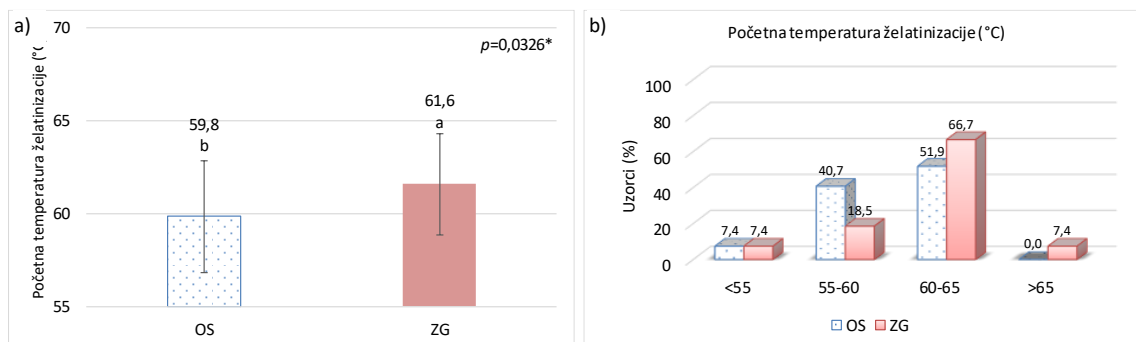 a)
Početna temperatura želatinizacije (°C)
70
65
60
55
p=0,0326*
59,8
b
61,6
a
OS
ZG
b)
Početna temperatura želatinizacije (°C)
Uzorci (%)
100
80
60
40
20
0
7,4
7,4
40,7
18,5
51,9
66,7
0,0
7,4
<55
55-60
60-65
>65
OS
ZG